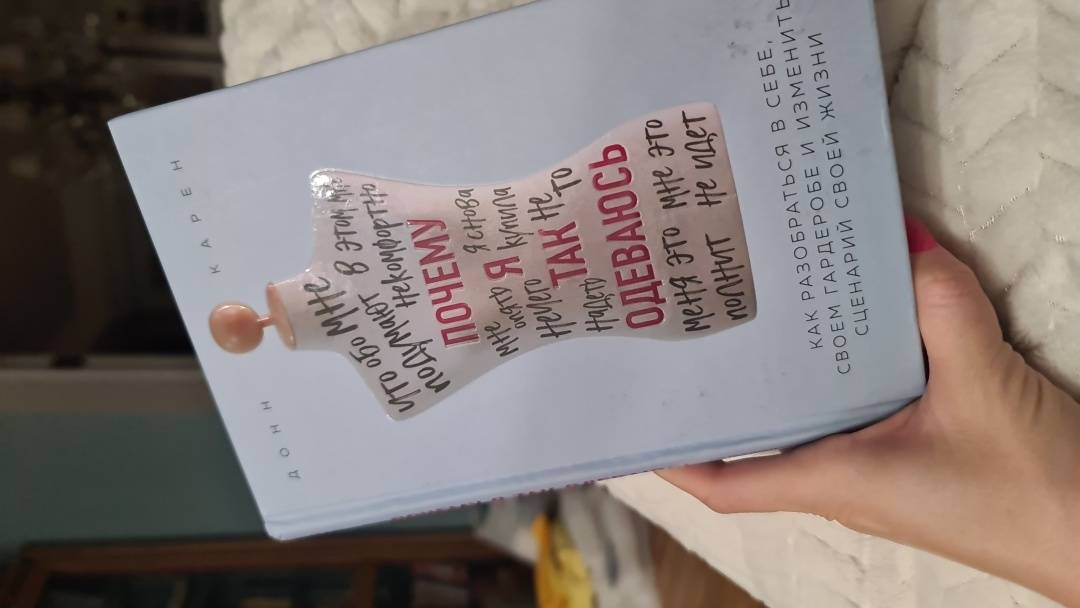 ДОНН КАРЕН
ЧТО ОБО МНЕ В ЭТОМ МНЕ
ПОДУМАЮТ НЕКОМФОРТНО
ПОЧЕМУ
МНЕ Я СНОВА
ОПЯТЬ Я КУПИЛА
НЕЧЕГО НЕ
НАДЕТЬ ТАК ТО
ОДЕВАЮСЬ
МЕНЯ ЭТО МНЕ ЭТО
ПОЛНИТ НЕ ИДЕТ
КАК РАЗОБРАТЬСЯ В СЕБЕ,
СВОЕМ ГАРДЕРОБЕ И ИЗМЕНИТЬ
СЦЕНАРИЙ СВОЕЙ ЖИЗНИ